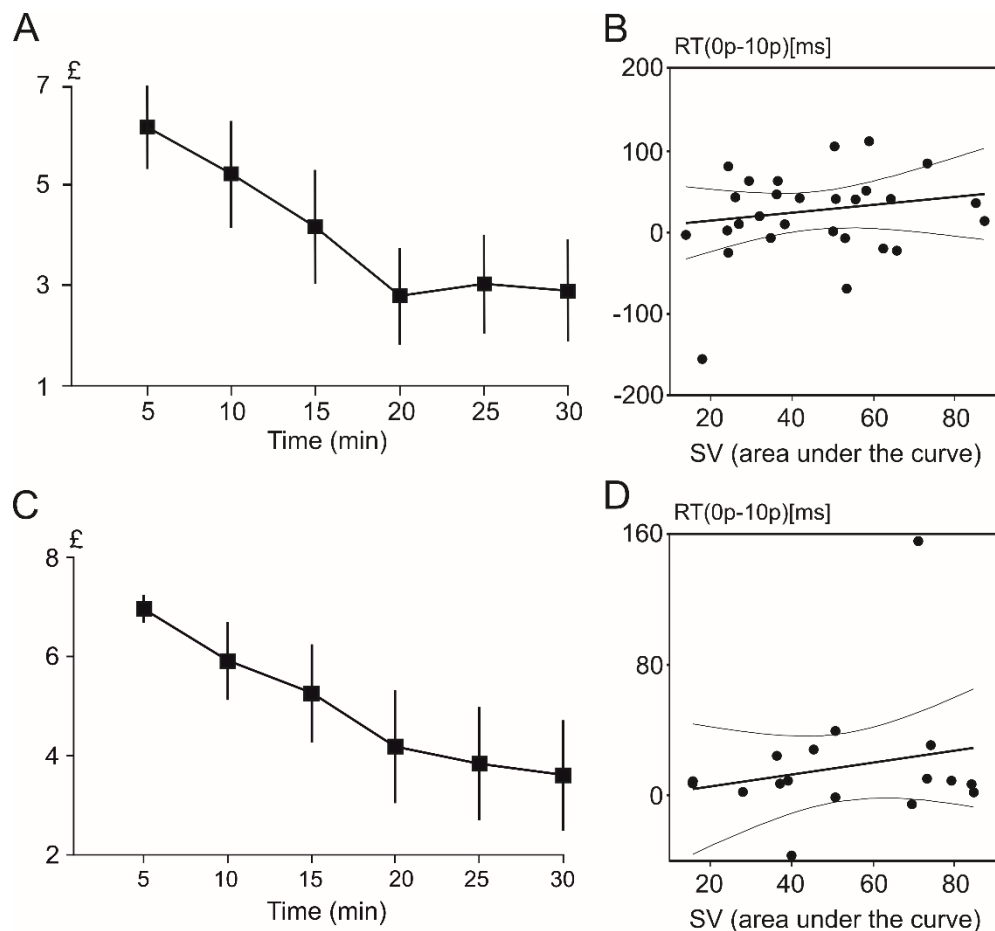 A
£
7
5
3
1
5 10 15 20 25 30
Time (min)
B
RT(0p-10p)[ms]
200
100
0
-100
-200
20 40 60 80
SV (area under the curve)
C
£
8
6
4
2
5 10 15 20 25 30
Time (min)
D
RT(0p-10p)[ms]
160
80
0
20 40 60 80
SV (area under the curve)